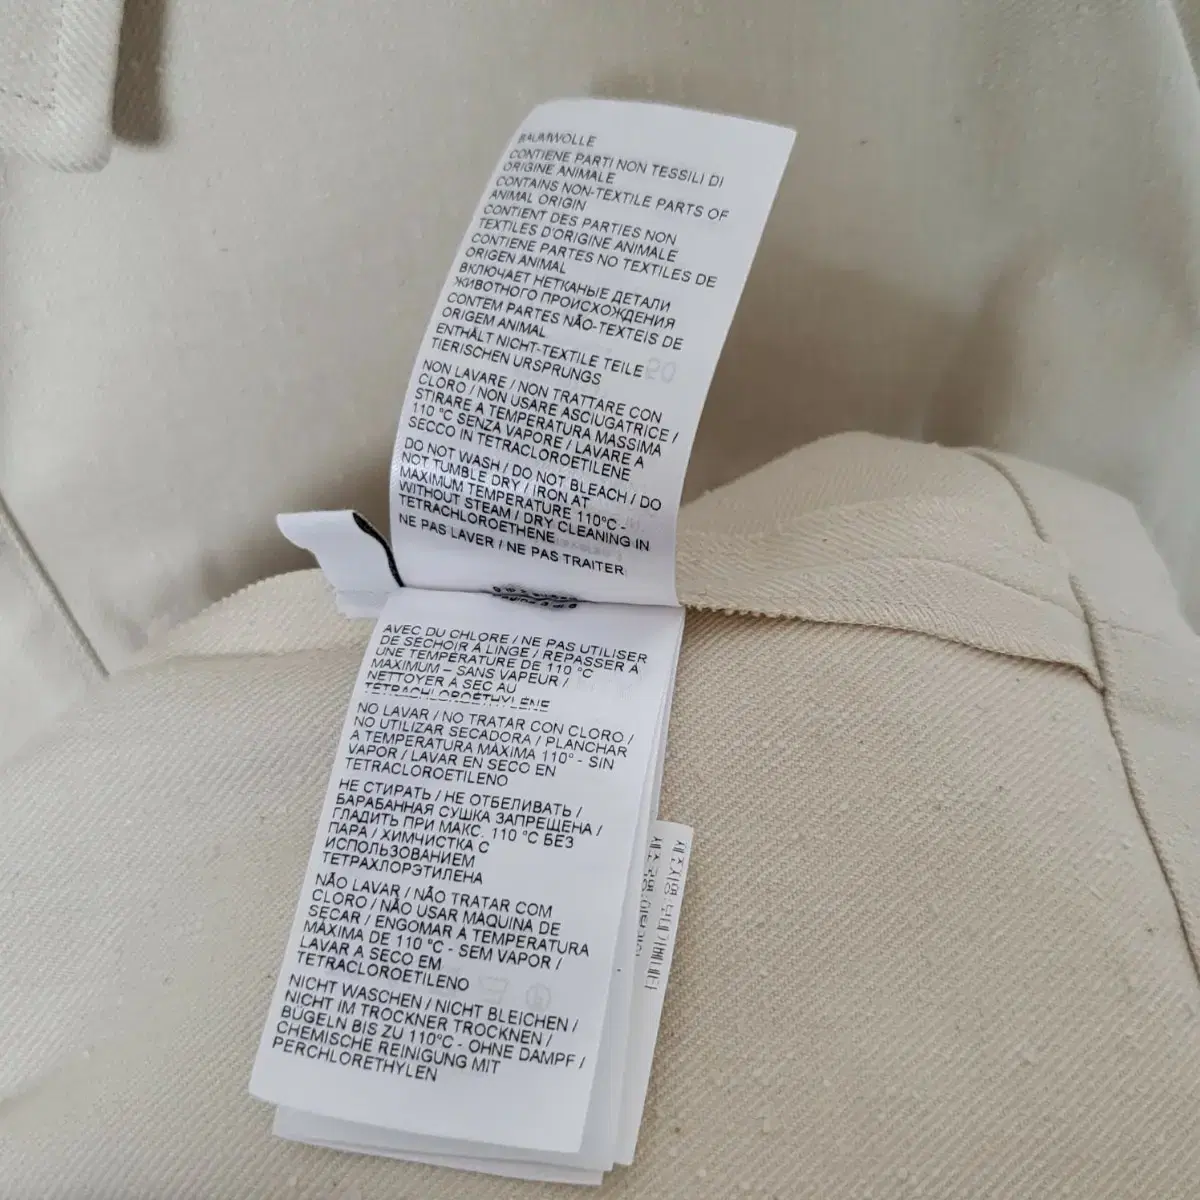 BAUMWOLLE
CONTIENE PARTI NON TESSILI DI
ORIGINE ANIMALE
CONTAINS NON-TEXTILE PARTS OF
ANIMAL ORIGIN
CONTIENT DES PARTIES NON
TEXTILES D'ORIGINE ANIMALE
CONTIENE PARTES NO TEXTILES DE
ORIGEN ANIMAL
ВКЛЮЧАЕТ НЕТКАНЫЕ ДЕТАЛИ
ЖИВОТНОГО ПРОИСХОЖДЕНИЯ
CONTEM PARTES NÃO-TEXTEIS DE
ORIGEM ANIMAL
ENTHÄLT NICHT-TEXTILE TEILE
TIERISCHEN URSPRUNGS
NON LAVARE / NON TRATTARE CON
CLORO / NON USARE ASCIUGATRICE /
STIRARE A TEMPERATURA MASSIMA
110 °C SENZA VAPORE / LAVARE A
SECCO IN TETRACLOROETILENE
DO NOT WASH / DO NOT BLEACH / DO
NOT TUMBLE DRY / IRON AT
MAXIMUM TEMPERATURE 110°C -
WITHOUT STEAM / DRY CLEANING IN
TETRACHLOROETHENE
NE PAS LAVER / NE PAS TRAITER
AVEC DU CHLORE / NE PAS UTILISER
DE SECHOIR A LINGE / REPASSER A
UNE TEMPÉRATURE DE 110 °C
MAXIMUM – SANS VAPEUR /
NETTOYER A SEC AU
TÉTRACHLOROÉTHYLÈNE
NO LAVAR / NO TRATAR CON CLORO /
NO UTILIZAR SECADORA / PLANCHAR
A TEMPERATURA MÁXIMA 110° - SIN
VAPOR / LAVAR EN SECO EN
TETRACLOROETILENO
НЕ СТИРАТЬ / НЕ ОТБЕЛИВАТЬ /
БАРАБАННАЯ СУШКА ЗАПРЕЩЕНА /
ГЛАДИТЬ ПРИ МАКС. 110 °C БЕЗ
ПАРА / ХИМЧИСТКА С
ИСПОЛЬЗОВАНИЕМ
ТЕТРАХЛОРЭТИЛЕНА
NÃO LAVAR / NÃO TRATAR COM
CLORO / NÃO USAR MAQUINA DE
SECAR / ENGOMAR A TEMPERATURA
MÁXIMA DE 110 °C - SEM VAPOR /
LAVAR A SECO EM
TETRACLOROETILENO
NICHT WASCHEN / NICHT BLEICHEN /
NICHT IM TROCKNER TROCKNEN /
BÜGELN BIS ZU 110°C - OHNE DAMPF /
CHEMISCHE REINIGUNG MIT
PERCHLORETHYLEN